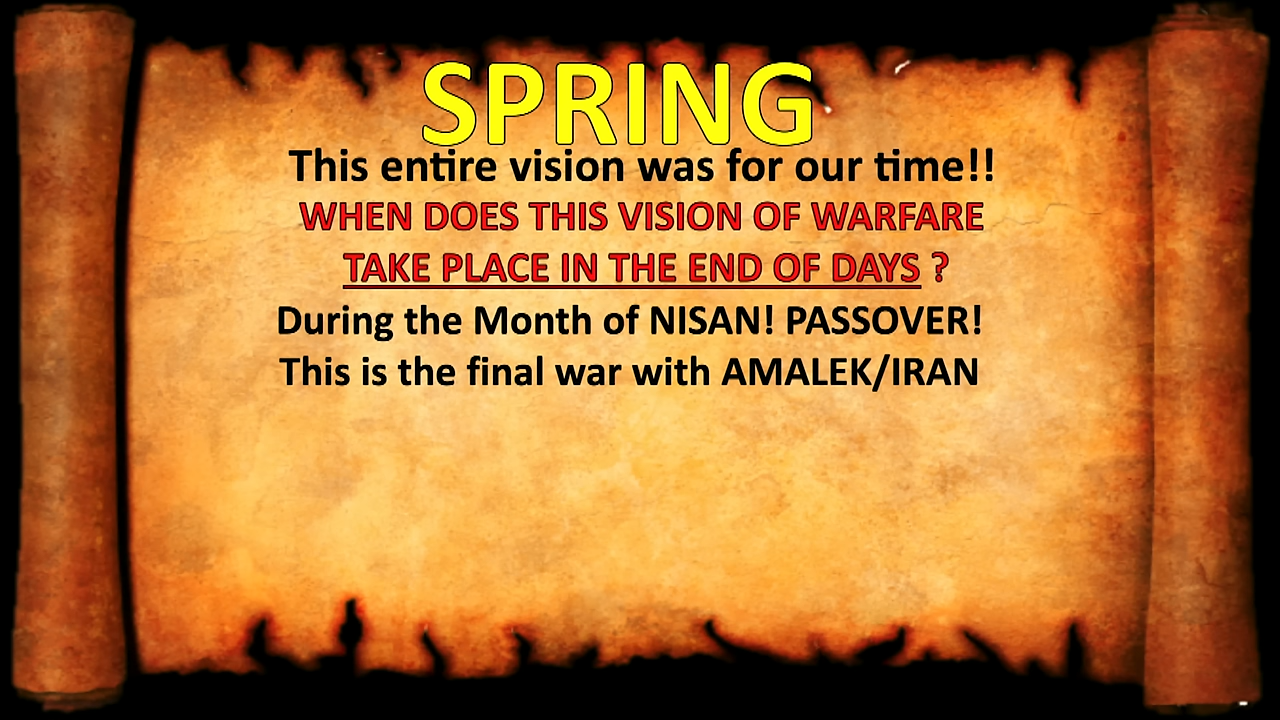 SPRING
This entire vision was for our time!!
WHEN DOES THIS VISION OF WARFARE
TAKE PLACE IN THE END OF DAYS ?
During the Month of NISAN! PASSOVER!
This is the final war with AMALEK/IRAN